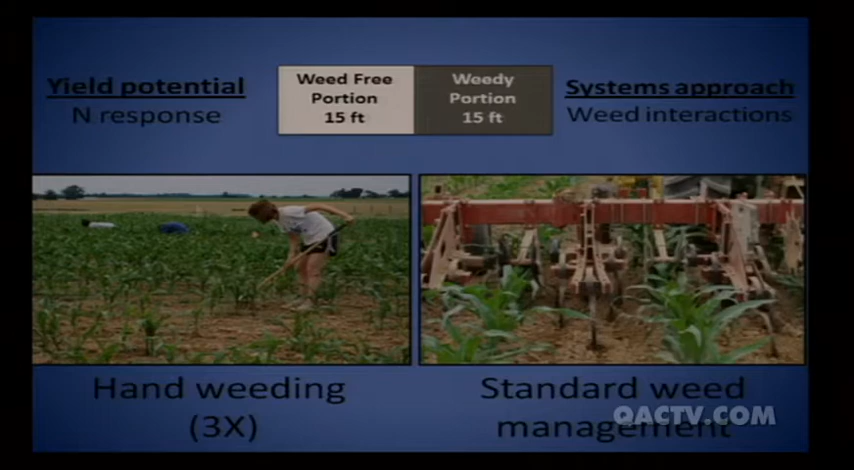 Yield potential
N response
Weed Free
Portion
15 ft
Weedy
Portion
15 ft
Systems approach
Weed interactions
Hand weeding
(3X)
Standard weed
management
QACTV.COM